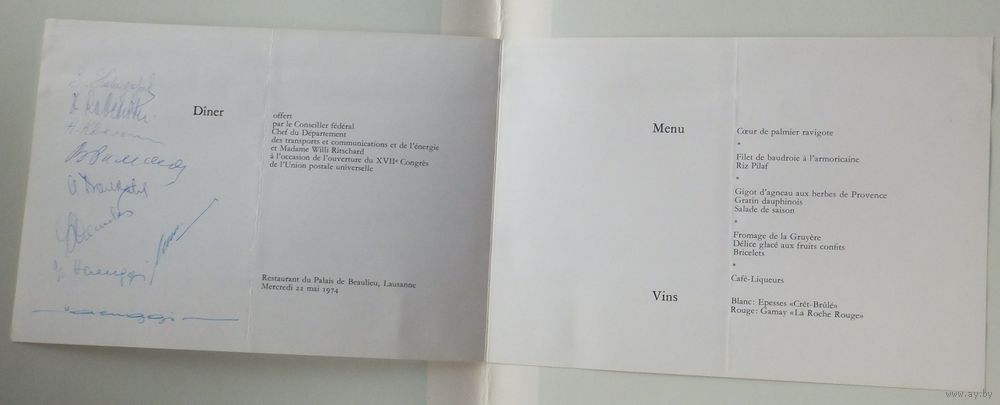 Dîner
offert
par le Conseiller fédéral
Chef du Département
des transports et communications et de l'énergie
et Madame Willi Ritschard
à l'occasion de l'ouverture du XVIIe Congrès
de l'Union postale universelle
Restaurant du Palais de Beaulieu, Lausanne
Mercredi 22 mai 1974
Menu
Cœur de palmier ravigote
*
Filet de baudroie à l'armoricaine
Riz Pilaf
*
Gigot d'agneau aux herbes de Provence
Gratin dauphinois
Salade de saison
*
Fromage de la Gruyère
Délice glacé aux fruits confits
Bricelets
*
Café-Liqueurs
Vins
Blanc: Epesses «Crêt-Brûlé»
Rouge: Gamay «La Roche Rouge»
www.ay.by